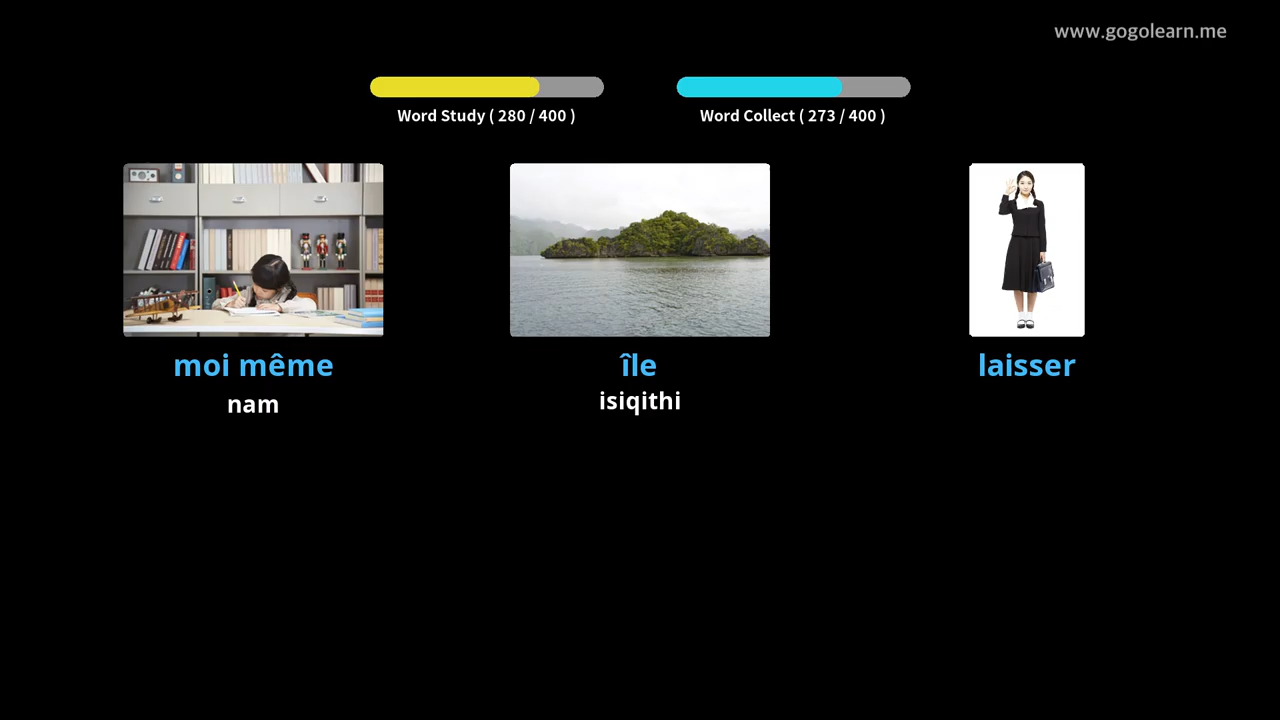 www.gogolearn.me
Word Study ( 280 / 400 )
Word Collect ( 273 / 400 )
moi même
nam
île
isiqithi
laisser